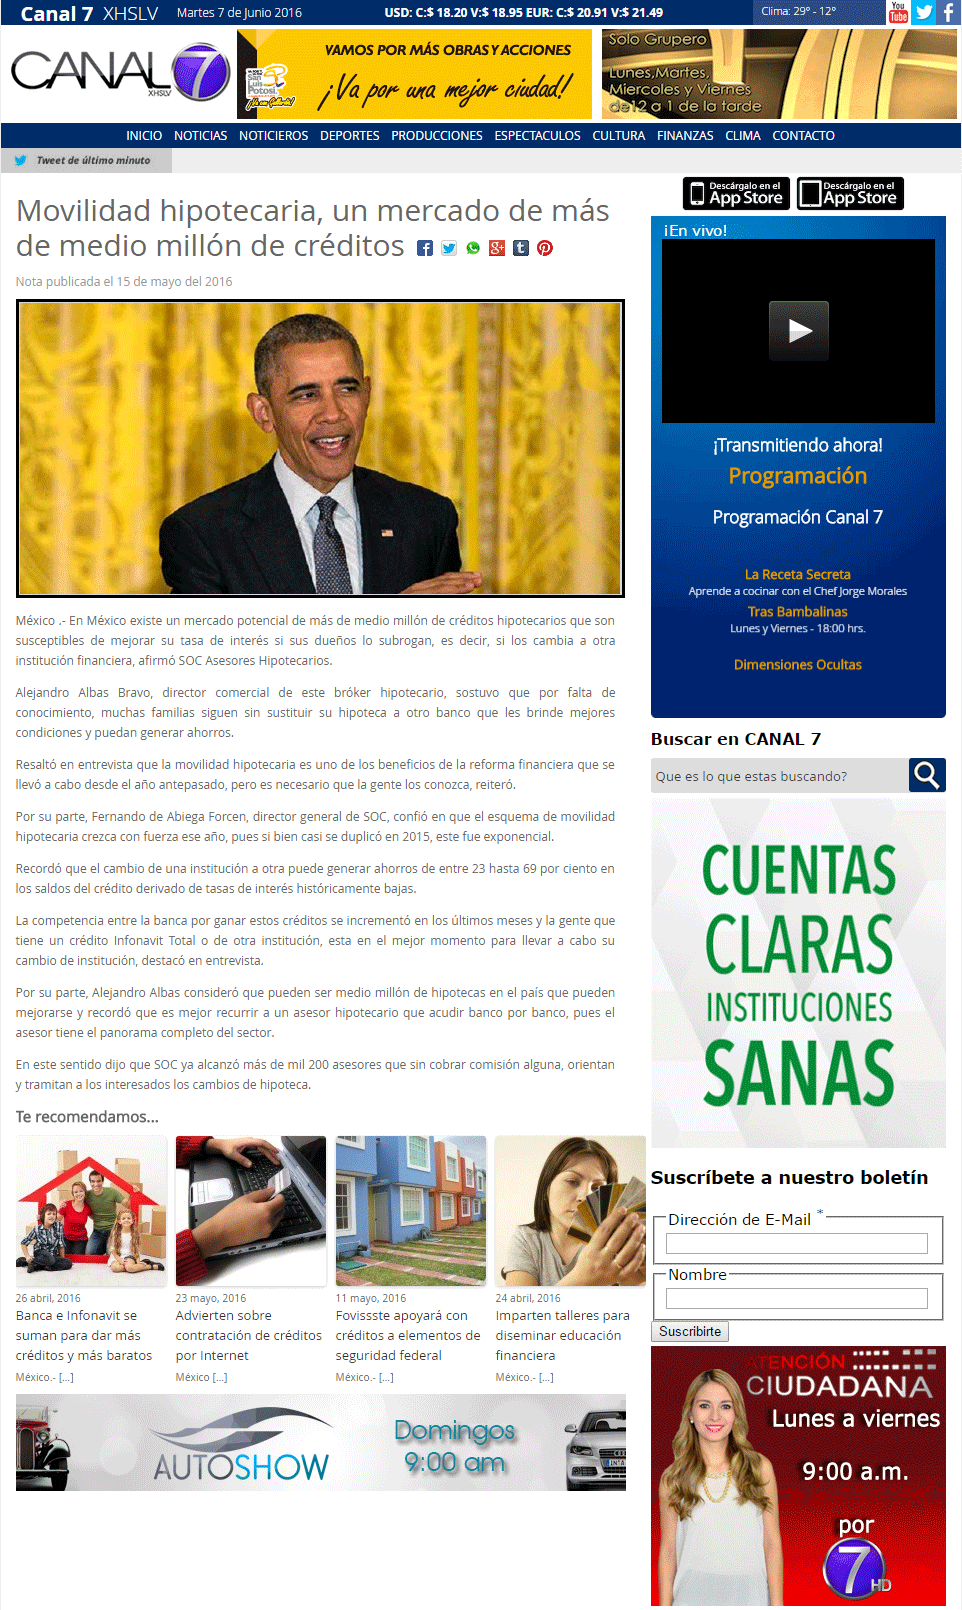 Canal 7 XHSLV Martes 7 de Junio 2016 USD: C:$ 18.20 V:$ 18.95 EUR: C:$ 20.91 V:$ 21.49 Clima: 29° - 12°
You Tube
CANAL 7
XHSLV
VAMOS POR MÁS OBRAS Y ACCIONES
San Luis Potosí
¡Va por una mejor ciudad!
Solo Grupero
Lunes,Martes,
Miercoles y Viernes
de12 a 1 de la tarde
INICIO NOTICIAS NOTICIEROS DEPORTES PRODUCCIONES ESPECTACULOS CULTURA FINANZAS CLIMA CONTACTO
Tweet de último minuto
Movilidad hipotecaria, un mercado de más
de medio millón de créditos
Nota publicada el 15 de mayo del 2016
México .- En México existe un mercado potencial de más de medio millón de créditos hipotecarios que son
susceptibles de mejorar su tasa de interés si sus dueños lo subrogan, es decir, si los cambia a otra
institución financiera, afirmó SOC Asesores Hipotecarios.
Alejandro Albas Bravo, director comercial de este bróker hipotecario, sostuvo que por falta de
conocimiento, muchas familias siguen sin sustituir su hipoteca a otro banco que les brinde mejores
condiciones y puedan generar ahorros.
Resaltó en entrevista que la movilidad hipotecaria es uno de los beneficios de la reforma financiera que se
llevó a cabo desde el año antepasado, pero es necesario que la gente los conozca, reiteró.
Por su parte, Fernando de Abiega Forcen, director general de SOC, confió en que el esquema de movilidad
hipotecaria crezca con fuerza ese año, pues si bien casi se duplicó en 2015, este fue exponencial.
Recordó que el cambio de una institución a otra puede generar ahorros de entre 23 hasta 69 por ciento en
los saldos del crédito derivado de tasas de interés históricamente bajas.
La competencia entre la banca por ganar estos créditos se incrementó en los últimos meses y la gente que
tiene un crédito Infonavit Total o de otra institución, esta en el mejor momento para llevar a cabo su
cambio de institución, destacó en entrevista.
Por su parte, Alejandro Albas consideró que pueden ser medio millón de hipotecas en el país que pueden
mejorarse y recordó que es mejor recurrir a un asesor hipotecario que acudir banco por banco, pues el
asesor tiene el panorama completo del sector.
En este sentido dijo que SOC ya alcanzó más de mil 200 asesores que sin cobrar comisión alguna, orientan
y tramitan a los interesados los cambios de hipoteca.
Te recomendamos...
26 abril, 2016
Banca e Infonavit se
suman para dar más
créditos y más baratos
México.- [...]
23 mayo, 2016
Advierten sobre
contratación de créditos
por Internet
México [...]
11 mayo, 2016
Fovissste apoyará con
créditos a elementos de
seguridad federal
México.- [...]
24 abril, 2016
Imparten talleres para
diseminar educación
financiera
México.- [...]
AUTOSHOW
Domingos
9:00 am
Descárgalo en el
App Store
Descárgalo en el
App Store
¡En vivo!
¡Transmitiendo ahora!
Programación
Programación Canal 7
La Receta Secreta
Aprende a cocinar con el Chef Jorge Morales
Tras Bambalinas
Lunes y Viernes - 18:00 hrs.
Dimensiones Ocultas
Buscar en CANAL 7
Que es lo que estas buscando?
CUENTAS
CLARAS
INSTITUCIONES
SANAS
Suscríbete a nuestro boletín
Dirección de E-Mail *
Nombre
Suscribirte
ATENCIÓN
CIUDADANA
Lunes a viernes
9:00 a.m.
por
7 HD